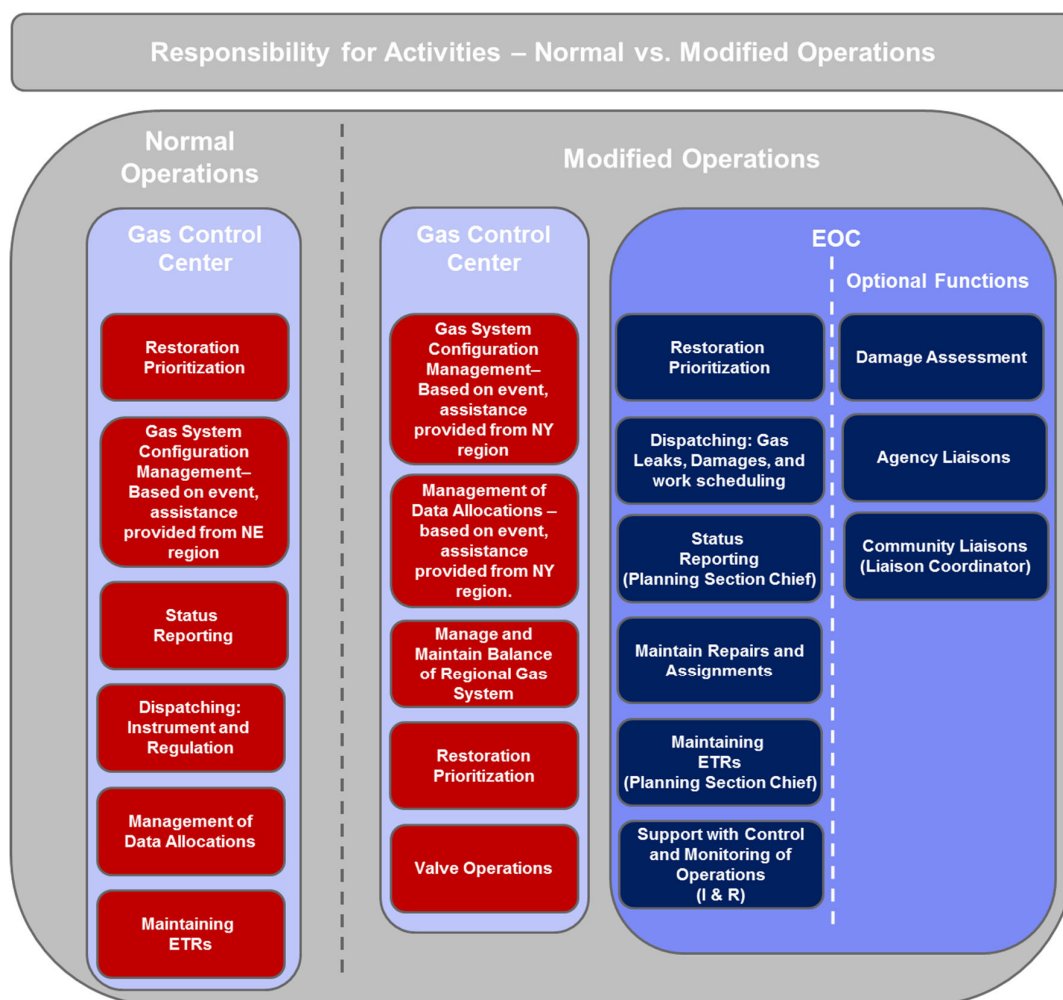 Responsibility for Activities – Normal vs. Modified Operations
Normal
Operations
Gas Control
Center
Restoration
Prioritization
Gas System
Configuration
Management–
Based on event,
assistance
provided from NE
region
Status
Reporting
Dispatching:
Instrument and
Regulation
Management of
Data Allocations
Maintaining
ETRs
Modified Operations
Gas Control
Center
Gas System
Configuration
Management–
Based on event,
assistance
provided from NY
region
Management of
Data Allocations –
based on event,
assistance
provided from NY
region.
Manage and
Maintain Balance
of Regional Gas
System
Restoration
Prioritization
Valve Operations
EOC
Restoration
Prioritization
Dispatching: Gas
Leaks, Damages, and
work scheduling
Status
Reporting
(Planning Section Chief)
Maintain Repairs and
Assignments
Maintaining
ETRs
(Planning Section Chief)
Support with Control
and Monitoring of
Operations
(I & R)
Optional Functions
Damage Assessment
Agency Liaisons
Community Liaisons
(Liaison Coordinator)